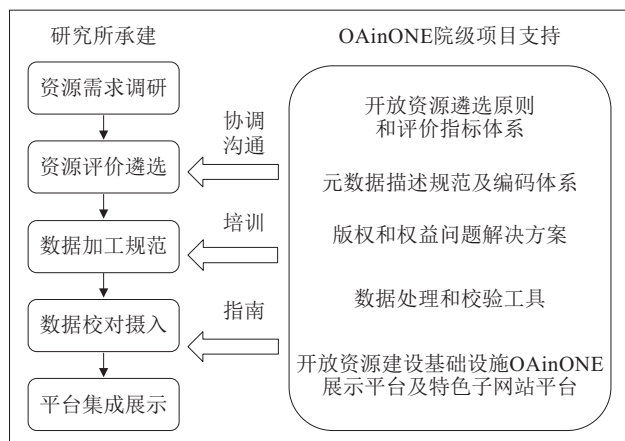 研究所承建
资源需求调研
资源评价遴选
数据加工规范
数据校对摄入
平台集成展示
协调
沟通
培训
指南
OAinONE院级项目支持
开放资源遴选原则
和评价指标体系
元数据描述规范及编码体系
版权和权益问题解决方案
数据处理和校验工具
开放资源建设基础设施OAinONE
展示平台及特色子网站平台